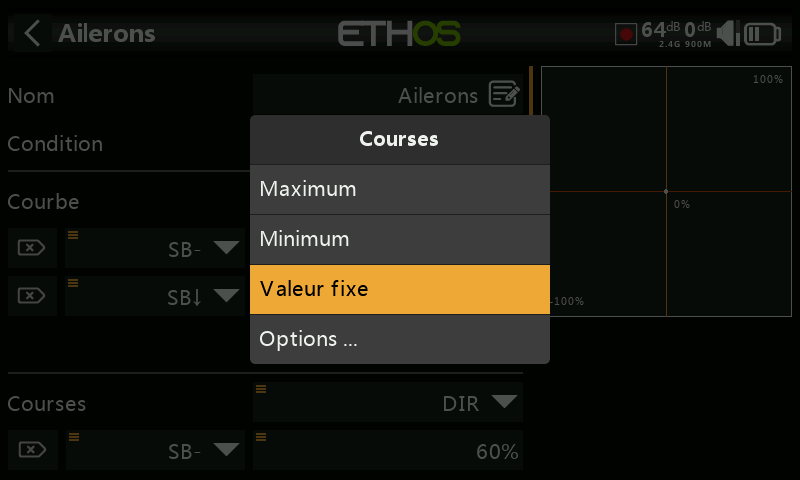 Ailerons
ETHOS
64dB 0dB
2.4G 900M
Nom
Ailerons
100%
Condition
Courses
Maximum
Courbe
0%
Minimum
SB-
Valeur fixe
SB↓
-100%
Options ...
Courses
DIR
SB-
60%